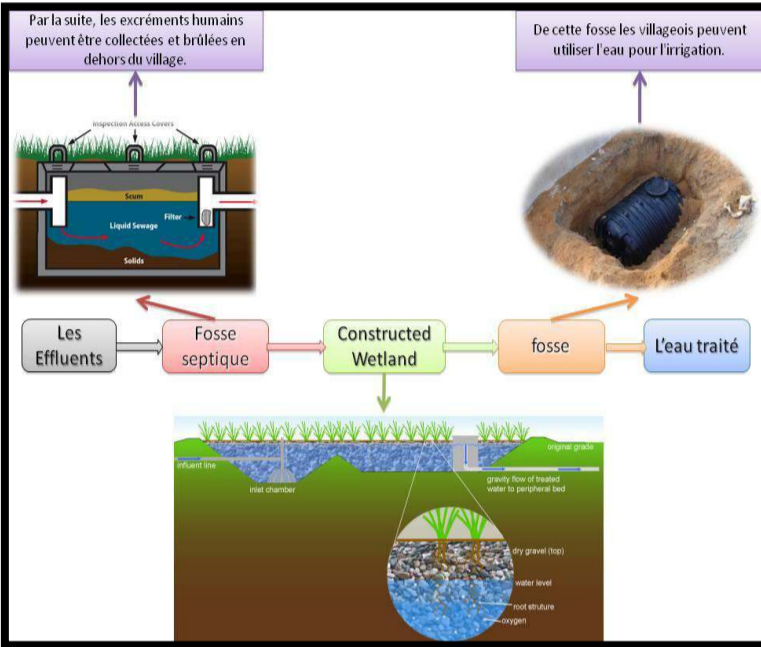 Par la suite, les excréments humains
peuvent être collectées et brûlées en
dehors du village.
De cette fosse les villageois peuvent
utiliser l'eau pour l'irrigation.
Inspection Access Covers
Scum
Filter
Liquid Sewage
Solids
Les
Effluents
Fosse
septique
Constructed
Wetland
fosse
L'eau traité
original grade
influent line
inlet chamber
gravity flow of treated
water to peripheral bed
dry gravel (top)
water level
root struture
oxygen